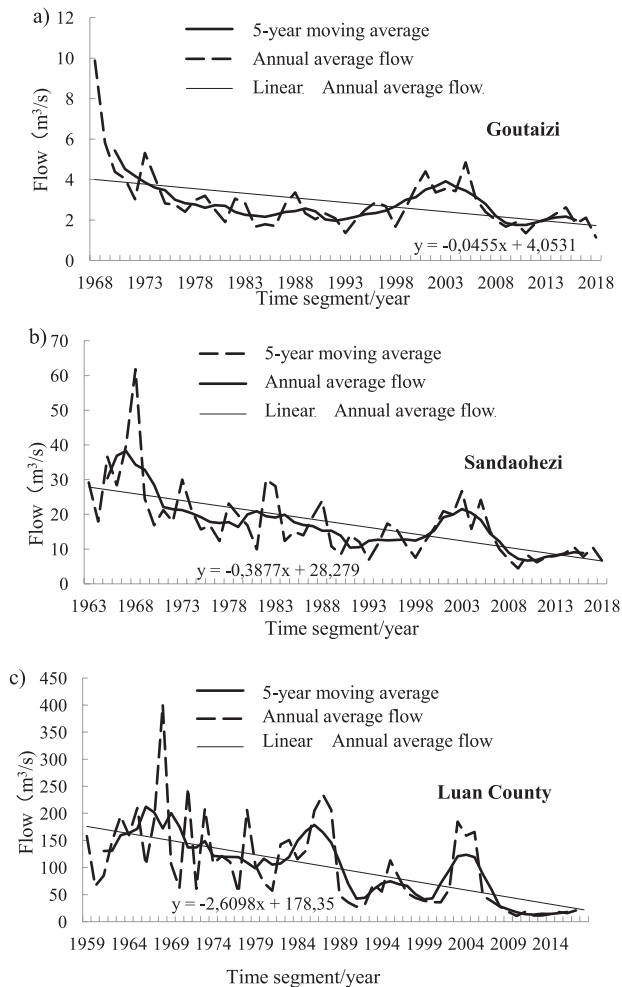 a)
5-year moving average
Annual average flow
Linear Annual average flow.
Goutaizi
Flow (m³/s)
12
10
8
6
4
2
0
y = -0,0455x + 4,0531
1968 1973 1978 1983 1988 1993 1998 2003 2008 2013 2018
Time segment/year
b)
5-year moving average
Annual average flow
Linear. Annual average flow.
Sandaohezi
Flow (m³/s)
70
60
50
40
30
20
10
0
y = -0,3877x + 28,279
1963 1968 1973 1978 1983 1988 1993 1998 2003 2008 2013 2018
Time segment/year
c)
5-year moving average
Annual average flow
Linear Annual average flow
Luan County
Flow (m³/s)
450
400
350
300
250
200
150
100
50
0
y = -2,6098x + 178,35
1959 1964 1969 1974 1979 1984 1989 1994 1999 2004 2009 2014
Time segment/year